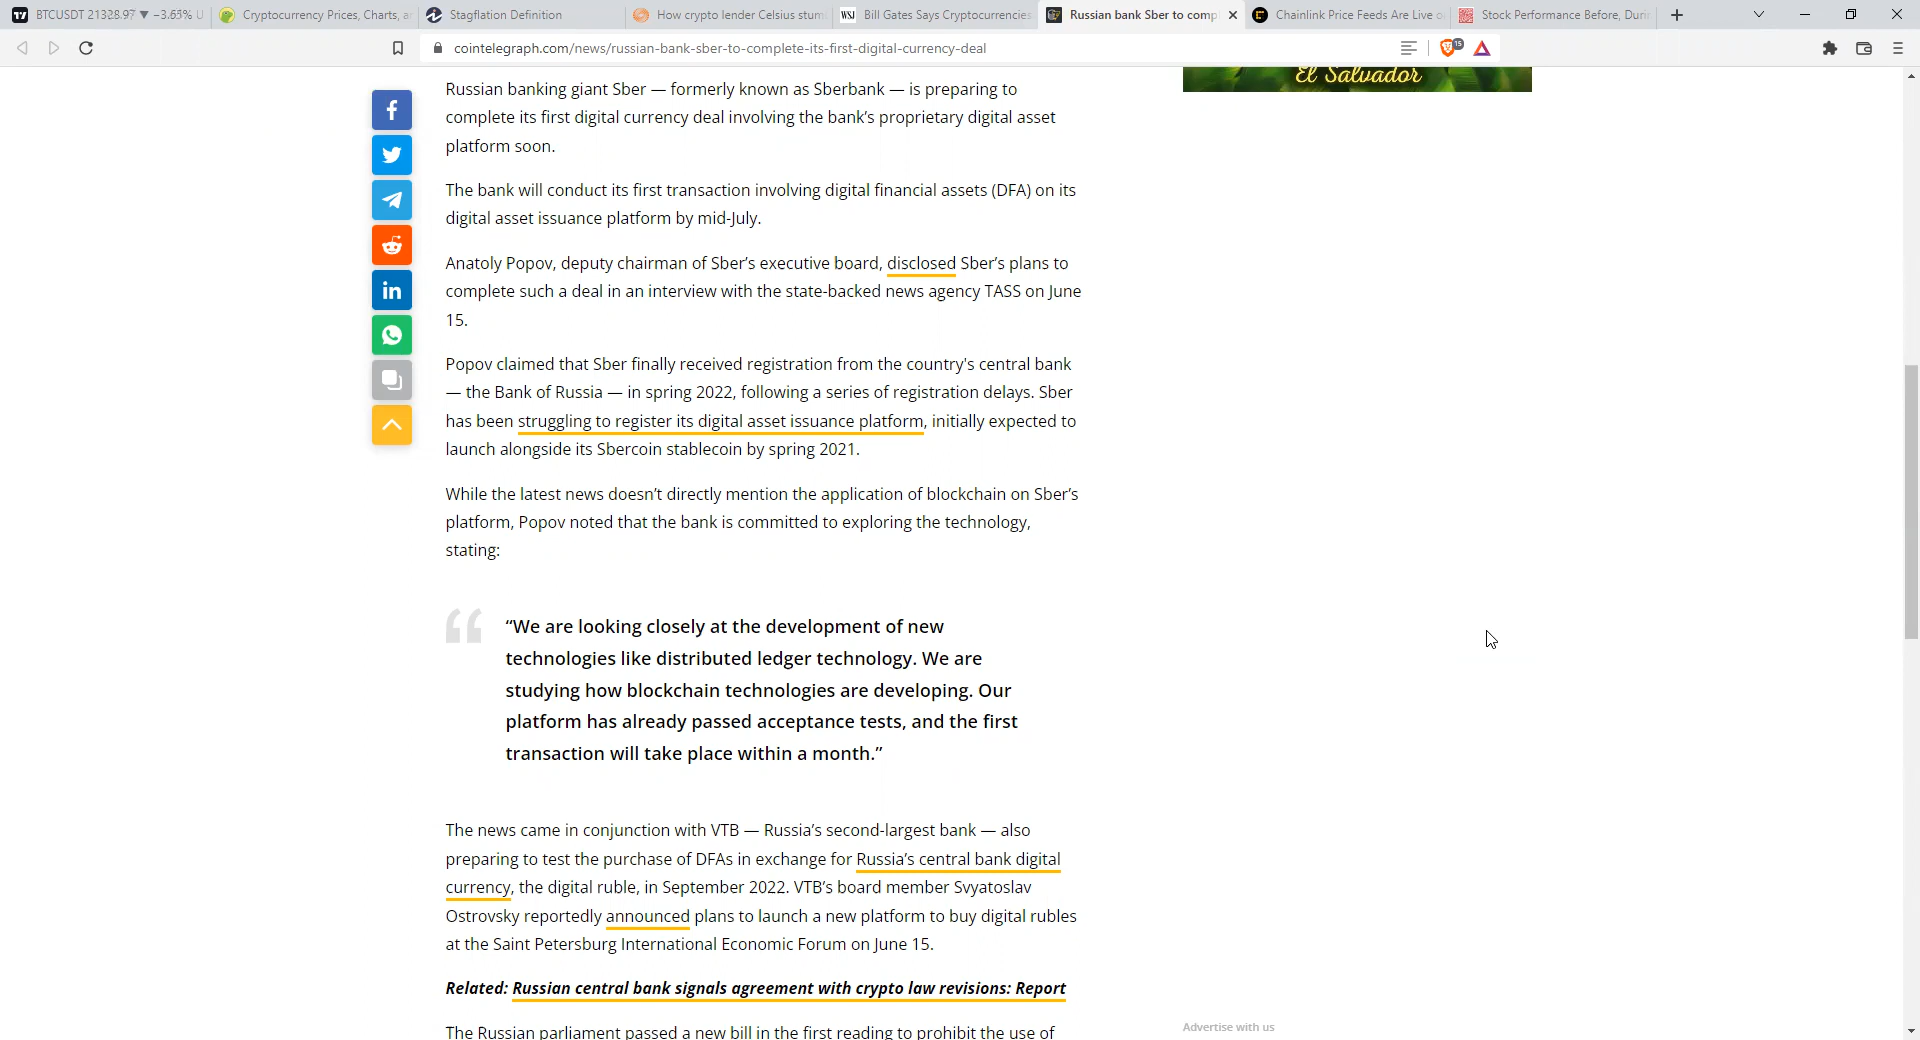 BTCUSDT 21328.97 ▼ −3.65% U
Cryptocurrency Prices, Charts, a
Stagflation Definition
How crypto lender Celsius stum
WSJ
Bill Gates Says Cryptocurrencies
Russian bank Sber to comp
Chainlink Price Feeds Are Live o
Stock Performance Before, Duri
cointelegraph.com/news/russian-bank-sber-to-complete-its-first-digital-currency-deal
15
El Salvador
Russian banking giant Sber — formerly known as Sberbank — is preparing to
complete its first digital currency deal involving the bank’s proprietary digital asset
platform soon.
The bank will conduct its first transaction involving digital financial assets (DFA) on its
digital asset issuance platform by mid-July.
Anatoly Popov, deputy chairman of Sber’s executive board, disclosed Sber’s plans to
complete such a deal in an interview with the state-backed news agency TASS on June
15.
Popov claimed that Sber finally received registration from the country's central bank
— the Bank of Russia — in spring 2022, following a series of registration delays. Sber
has been struggling to register its digital asset issuance platform, initially expected to
launch alongside its Sbercoin stablecoin by spring 2021.
While the latest news doesn’t directly mention the application of blockchain on Sber’s
platform, Popov noted that the bank is committed to exploring the technology,
stating:
“We are looking closely at the development of new
technologies like distributed ledger technology. We are
studying how blockchain technologies are developing. Our
platform has already passed acceptance tests, and the first
transaction will take place within a month.”
The news came in conjunction with VTB — Russia’s second-largest bank — also
preparing to test the purchase of DFAs in exchange for Russia’s central bank digital
currency, the digital ruble, in September 2022. VTB’s board member Svyatoslav
Ostrovsky reportedly announced plans to launch a new platform to buy digital rubles
at the Saint Petersburg International Economic Forum on June 15.
Related: Russian central bank signals agreement with crypto law revisions: Report
The Russian parliament passed a new bill in the first reading to prohibit the use of
Advertise with us